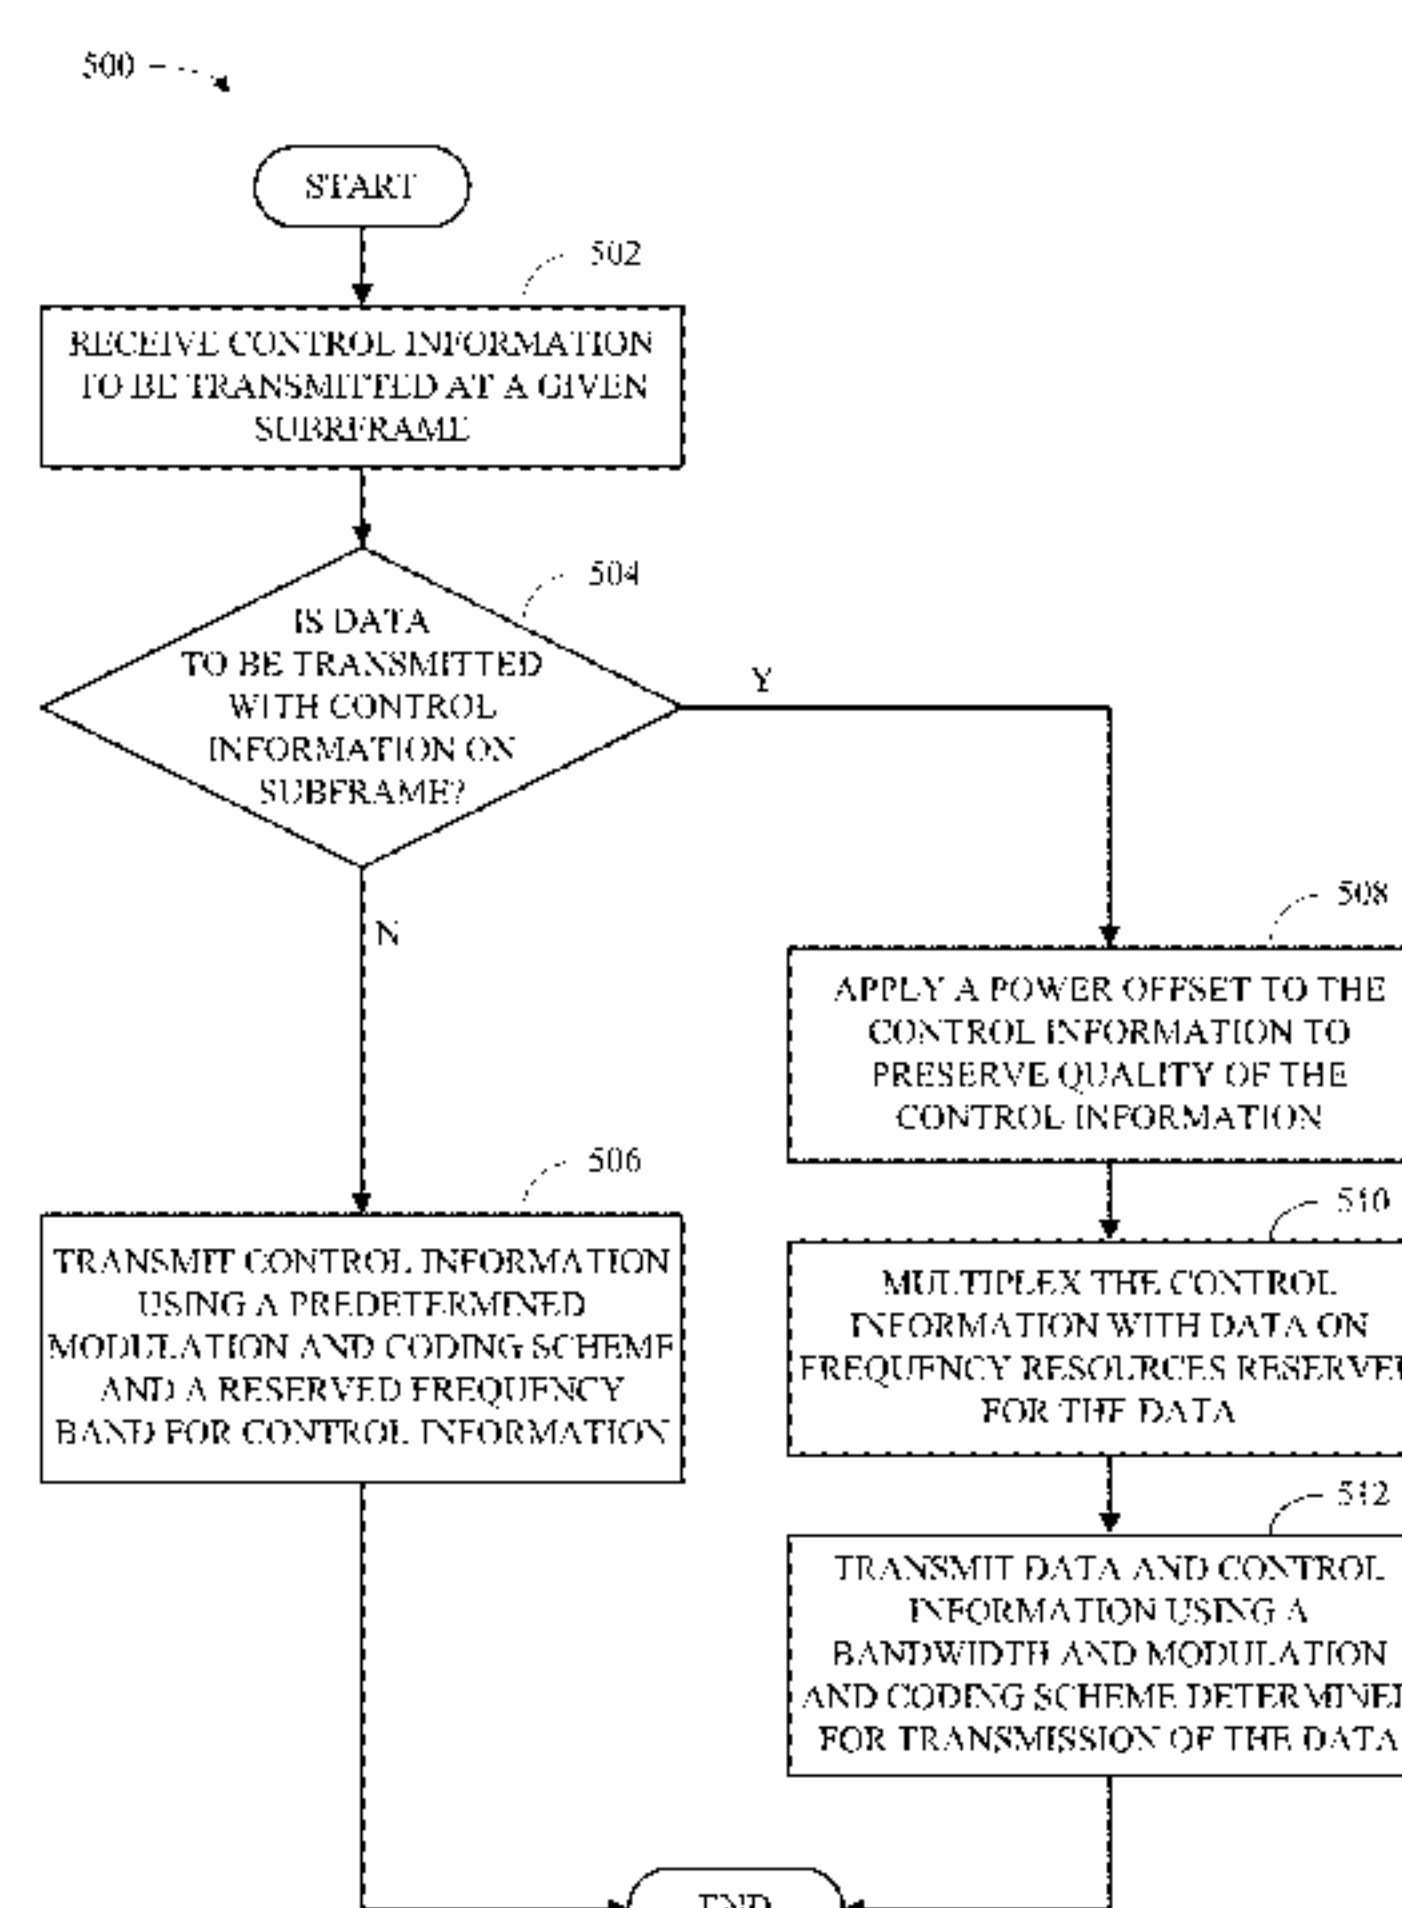 500
START
502
RECEIVE CONTROL INFORMATION
TO BE TRANSMITTED AT A GIVEN
SUBRFRAME
504
IS DATA
TO BE TRANSMITTED
WITH CONTROL
INFORMATION ON
SUBFRAME?
Y
N
508
APPLY A POWER OFFSET TO THE
CONTROL INFORMATION TO
PRESERVE QUALITY OF THE
CONTROL INFORMATION
506
TRANSMIT CONTROL INFORMATION
USING A PREDETERMINED
MODULATION AND CODING SCHEME
AND A RESERVED FREQUENCY
BAND FOR CONTROL INFORMATION
510
MULTIPLEX THE CONTROL
INFORMATION WITH DATA ON
FREQUENCY RESOURCES RESERVED
FOR THE DATA
512
TRANSMIT DATA AND CONTROL
INFORMATION USING A
BANDWIDTH AND MODULATION
AND CODING SCHEME DETERMINED
FOR TRANSMISSION OF THE DATA
END